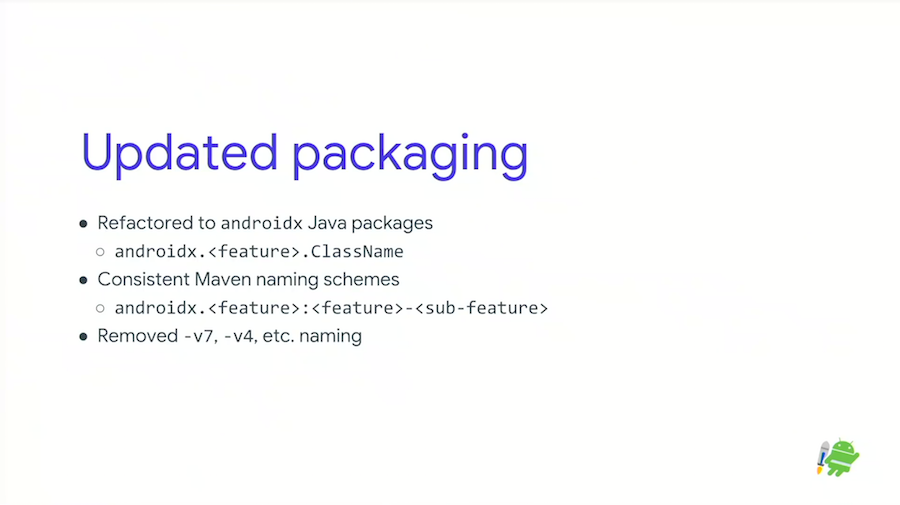 Updated packaging
● Refactored to androidx Java packages
○ androidx.<feature>.ClassName
● Consistent Maven naming schemes
○ androidx.<feature>:<feature>-<sub-feature>
● Removed -v7, -v4, etc. naming